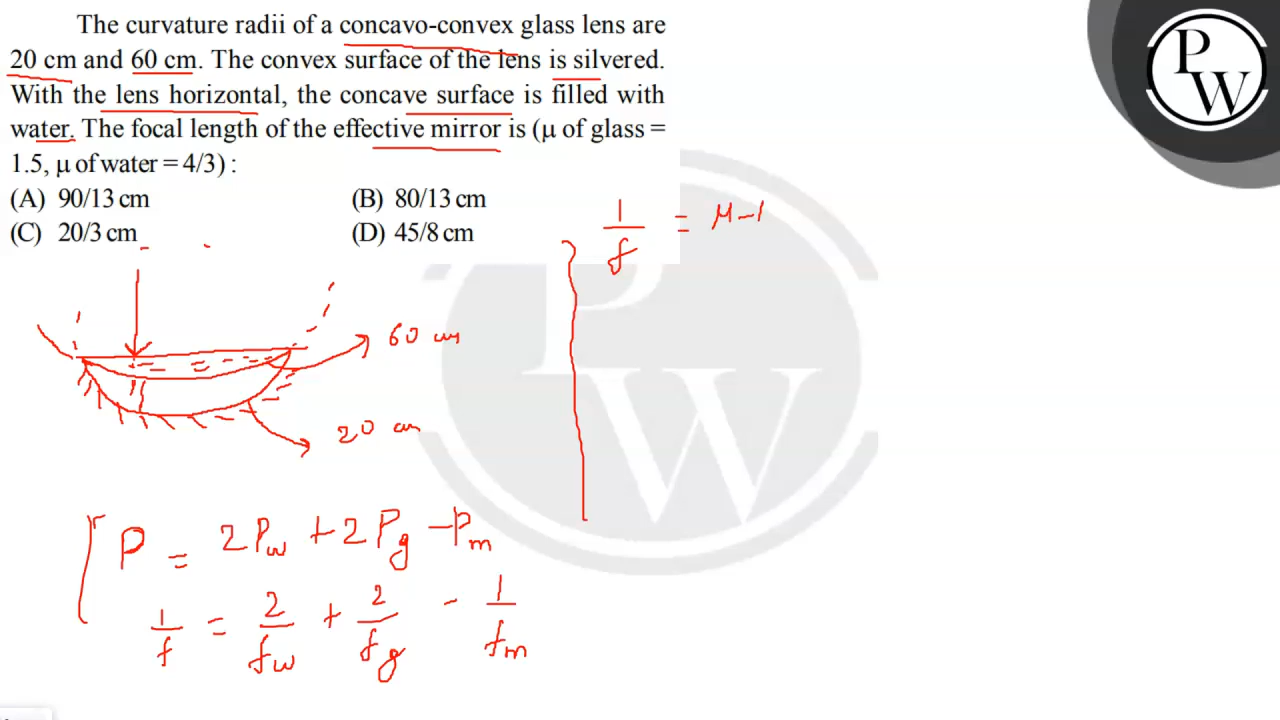 The curvature radii of a concavo-convex glass lens are
20 cm and 60 cm. The convex surface of the lens is silvered.
With the lens horizontal, the concave surface is filled with
water. The focal length of the effective mirror is (μ of glass =
1.5, μ of water = 4/3) :
(A) 90/13 cm (B) 80/13 cm
(C) 20/3 cm (D) 45/8 cm
1/f = μ-1
60 cm
20 cm
P = 2Pw + 2Pg - Pm
1/f = 2/fw + 2/fg - 1/fm
P
W
P
W